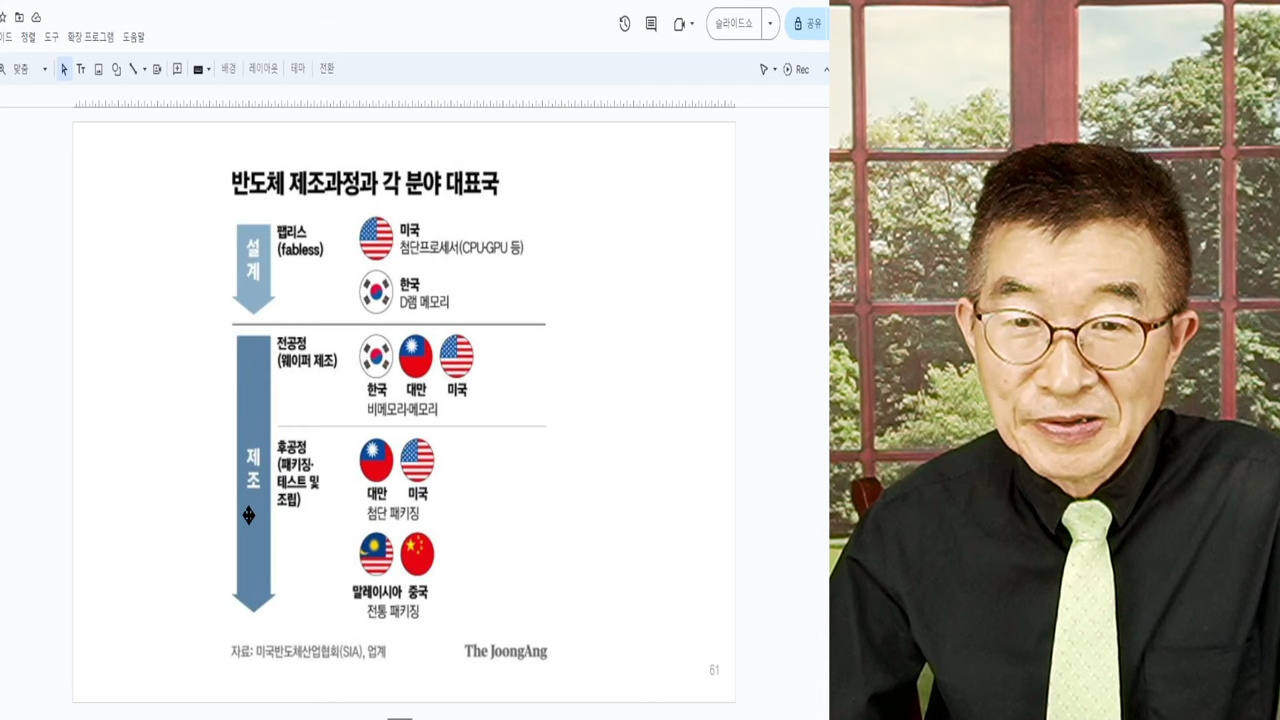 이드 정렬 도구 확장 프로그램 도움말
슬라이드쇼
공유
맞춤
Tт
배경 레이아웃 테마 전환
Rec
반도체 제조과정과 각 분야 대표국
설계
팹리스
(fabless)
미국
첨단프로세서(CPU·GPU 등)
한국
D램 메모리
제조
전공정
(웨이퍼 제조)
한국 대만 미국
비메모리·메모리
후공정
(패키징·
테스트 및
조립)
대만 미국
첨단 패키징
말레이시아 중국
전통 패키징
자료: 미국반도체산업협회(SIA), 업계
The JoongAng
61